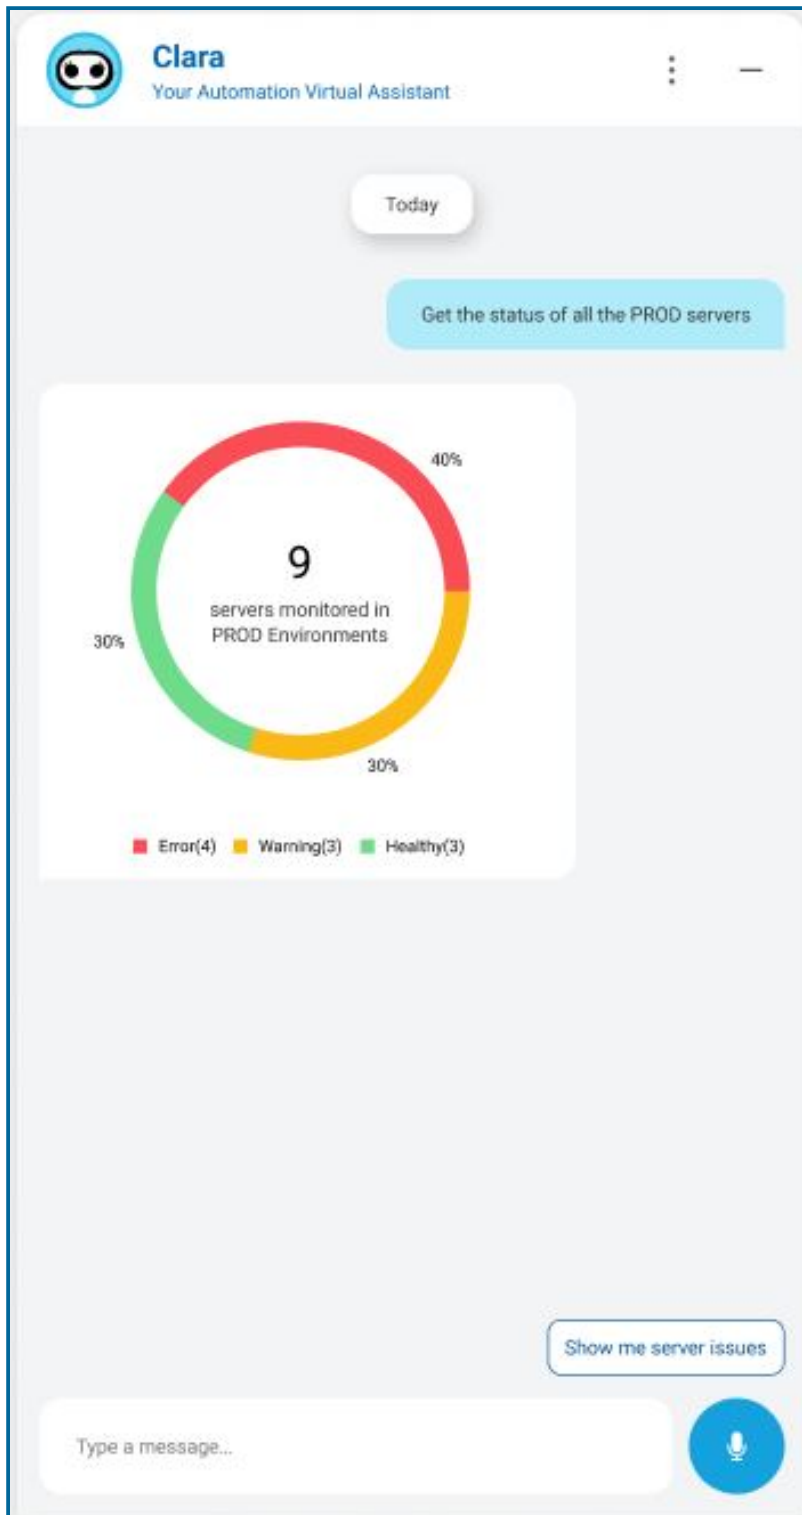 Clara
Your Automation Virtual Assistant
Today
Get the status of all the PROD servers
40%
9
servers monitored in
PROD Environments
30%
30%
Error(4) Warning(3) Healthy(3)
Show me server issues
Type a message...